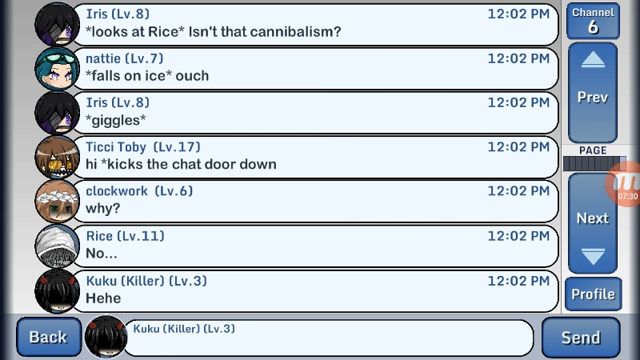 Iris (Lv.8) 12:02 PM
*looks at Rice* Isn't that cannibalism?
nattie (Lv.7) 12:02 PM
*falls on ice* ouch
Iris (Lv.8) 12:02 PM
*giggles*
Ticci Toby (Lv.17) 12:02 PM
hi *kicks the chat door down
clockwork (Lv.6) 12:02 PM
why?
Rice (Lv.11) 12:02 PM
No...
Kuku (Killer) (Lv.3) 12:02 PM
Hehe
Channel
6
Prev
PAGE
07:30
Next
Profile
Back
Kuku (Killer) (Lv.3)
Send